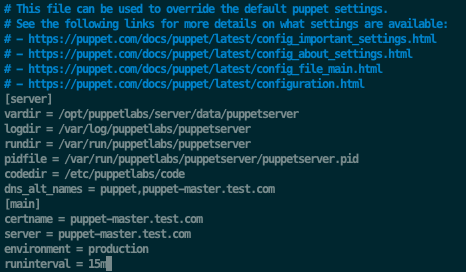 # This file can be used to override the default puppet settings.
# See the following links for more details on what settings are available:
# - https://puppet.com/docs/puppet/latest/config_important_settings.html
# - https://puppet.com/docs/puppet/latest/config_about_settings.html
# - https://puppet.com/docs/puppet/latest/config_file_main.html
# - https://puppet.com/docs/puppet/latest/configuration.html
[server]
vardir = /opt/puppetlabs/server/data/puppetserver
logdir = /var/log/puppetlabs/puppetserver
rundir = /var/run/puppetlabs/puppetserver
pidfile = /var/run/puppetlabs/puppetserver/puppetserver.pid
codedir = /etc/puppetlabs/code
dns_alt_names = puppet,puppet-master.test.com
[main]
certname = puppet-master.test.com
server = puppet-master.test.com
environment = production
runinterval = 15m